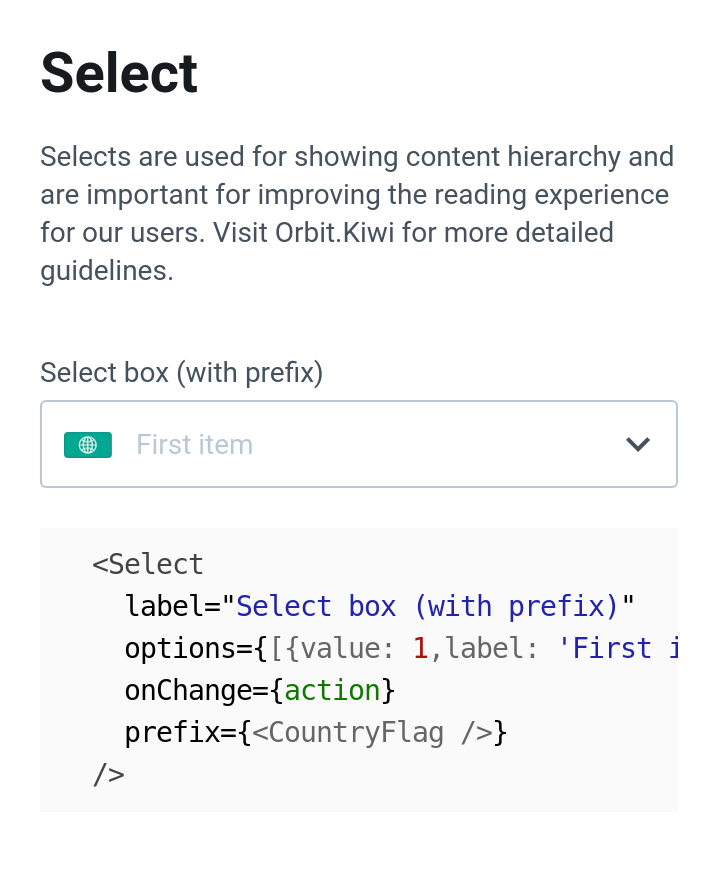 Select
Selects are used for showing content hierarchy and
are important for improving the reading experience
for our users. Visit Orbit.Kiwi for more detailed
guidelines.
Select box (with prefix)
First item
<Select
label="Select box (with prefix)"
options={[{value: 1,label: 'First i
onChange={action}
prefix={<CountryFlag />}
/>